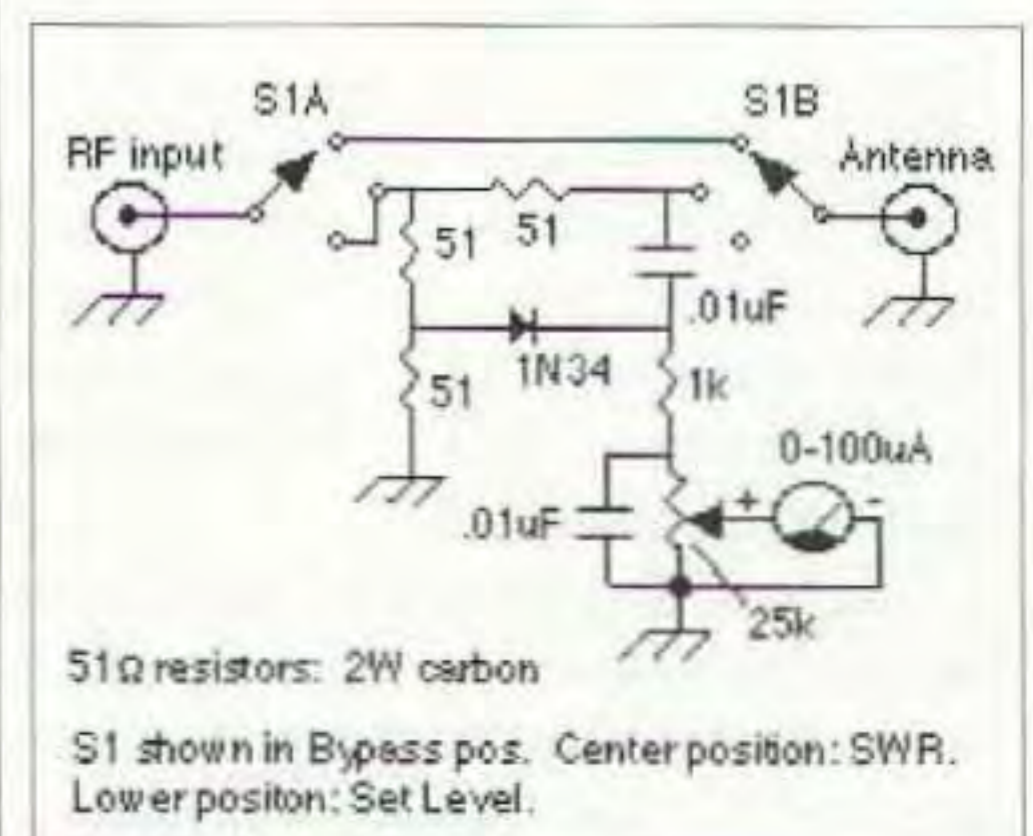 S1A
S1B
RF input
Antenna
51
51
.01uF
1N34
51
1k
0-100uA
+
-
.01uF
25k
51Ω resistors: 2W carbon
S1 shown in Bypass pos. Center position: SWR.
Lower positon: Set Level.